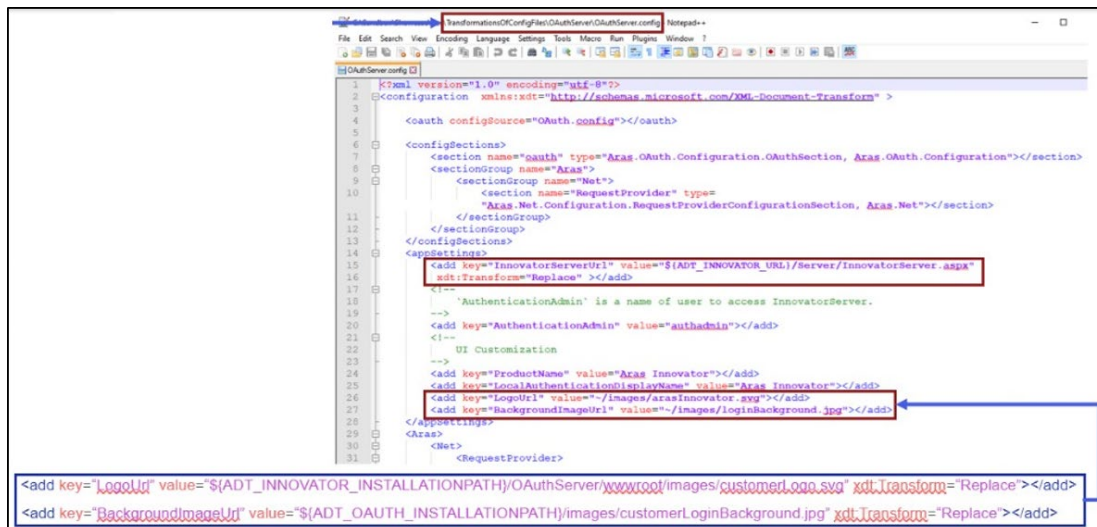 TransformationsOfConfigFiles\OAuthServer\OAuthServer.config - Notepad++
File Edit Search View Encoding Language Settings Tools Macro Run Plugins Window ?
OAuthServer.config
1 <?xml version="1.0" encoding="utf-8"?>
2 <configuration xmlns:xdt="http://schemas.microsoft.com/XML-Document-Transform" >
3
4 <oauth configSource="OAuth.config"></oauth>
5
6 <configSections>
7 <section name="oauth" type="Aras.OAuth.Configuration.OAuthSection, Aras.OAuth.Configuration"></section>
8 <sectionGroup name="Aras">
9 <sectionGroup name="Net">
10 <section name="RequestProvider" type=
"Aras.Net.Configuration.RequestProviderConfigurationSection, Aras.Net"></section>
11 </sectionGroup>
12 </sectionGroup>
13 </configSections>
14 <appSettings>
15 <add key="InnovatorServerUrl" value="${ADT_INNOVATOR_URL}/Server/InnovatorServer.aspx"
16 xdt:Transform="Replace" ></add>
17 <!--
18 'AuthenticationAdmin' is a name of user to access InnovatorServer.
19 -->
20 <add key="AuthenticationAdmin" value="authadmin"></add>
21 <!--
22 UI Customization
23 -->
24 <add key="ProductName" value="Aras Innovator"></add>
25 <add key="LocalAuthenticationDisplayName" value="Aras Innovator"></add>
26 <add key="LogoUrl" value="~/images/arasInnovator.svg"></add>
27 <add key="BackgroundImageUrl" value="~/images/loginBackground.jpg"></add>
28 </appSettings>
29 <Aras>
30 <Net>
31 <RequestProvider>
<add key="LogoUrl" value="${ADT_INNOVATOR_INSTALLATIONPATH}/OAuthServer/wwwroot/images/customerLogo.svg" xdt:Transform="Replace"></add>
<add key="BackgroundImageUrl" value="${ADT_OAUTH_INSTALLATIONPATH}/images/customerLoginBackground.jpg" xdt:Transform="Replace"></add>